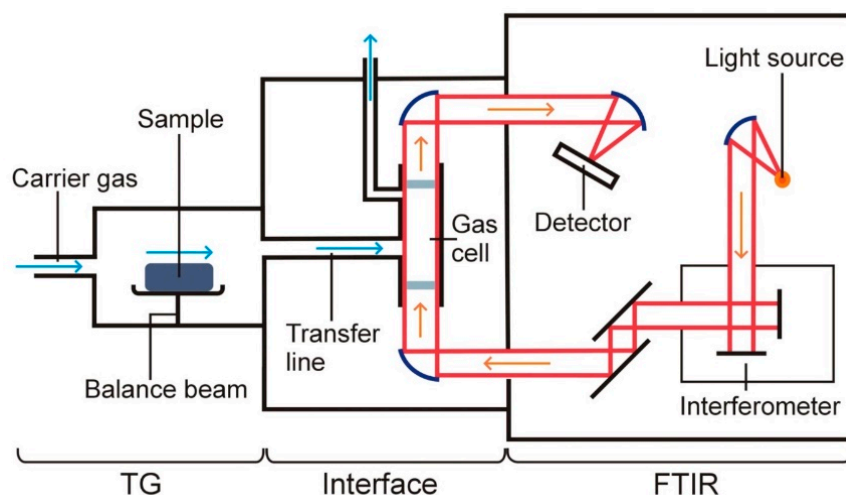 Light source
Sample
Carrier gas
Detector
Gas
cell
Transfer
line
Balance beam
Interferometer
TG
Interface
FTIR